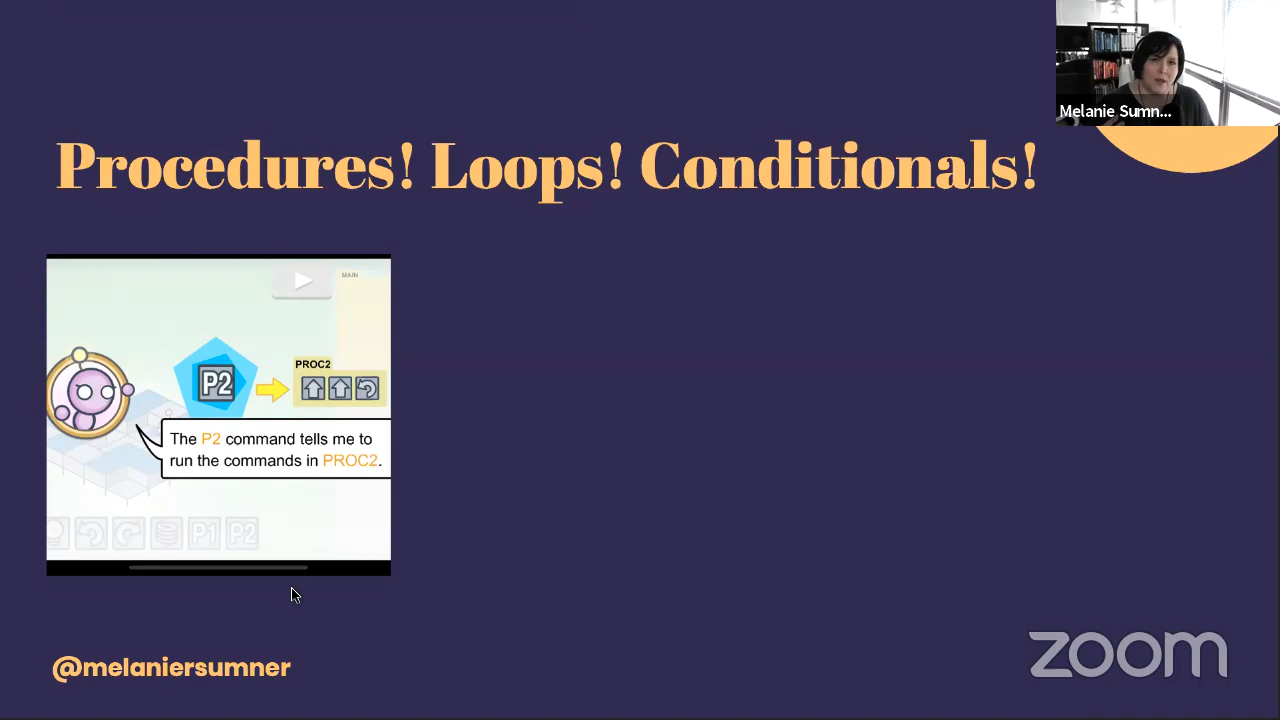 Melanie Sumn...
Procedures! Loops! Conditionals!
MAIN
P2
PROC2
The P2 command tells me to
run the commands in PROC2.
P1 P2
@melaniersumner
zoom